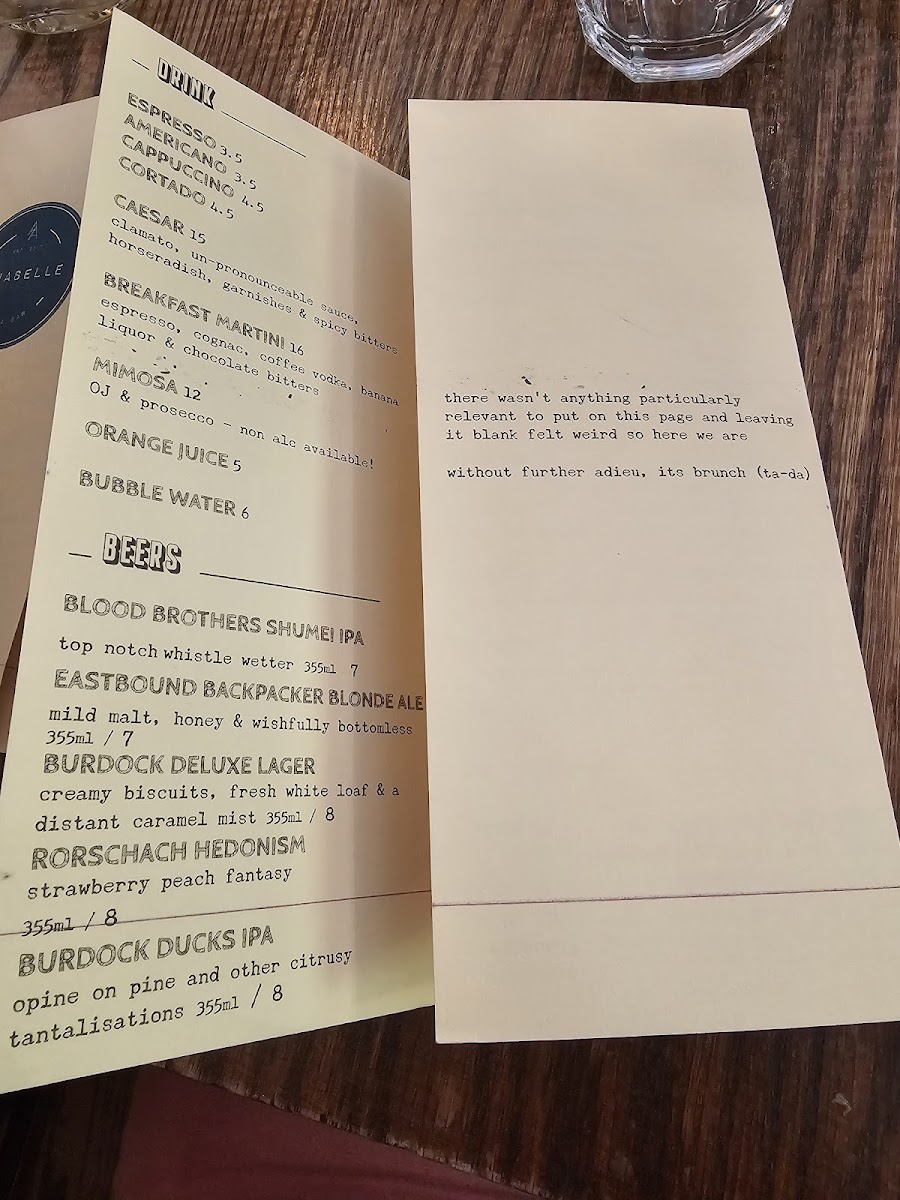 DRINK
ESPRESSO 3.5
AMERICANO 3.5
CAPPUCCINO 4.5
CORTADO 4.5
CAESAR 15
clamato, un-pronounceable sauce,
horseradish, garnishes & spicy bitters
BREAKFAST MARTINI 16
espresso, cognac, coffee vodka, banana
liquor & chocolate bitters
MIMOSA 12
OJ & prosecco - non alc available!
ORANGE JUICE 5
BUBBLE WATER 6
BEERS
BLOOD BROTHERS SHUMEI IPA
top notch whistle wetter 355ml 7
EASTBOUND BACKPACKER BLONDE ALE
mild malt, honey & wishfully bottomless
355ml / 7
BURDOCK DELUXE LAGER
creamy biscuits, fresh white loaf & a
distant caramel mist 355ml / 8
RORSCHACH HEDONISM
strawberry peach fantasy
355ml / 8
BURDOCK DUCKS IPA
opine on pine and other citrusy
tantalisations 355ml / 8
there wasn't anything particularly
relevant to put on this page and leaving
it blank felt weird so here we are
without further adieu, its brunch (ta-da)